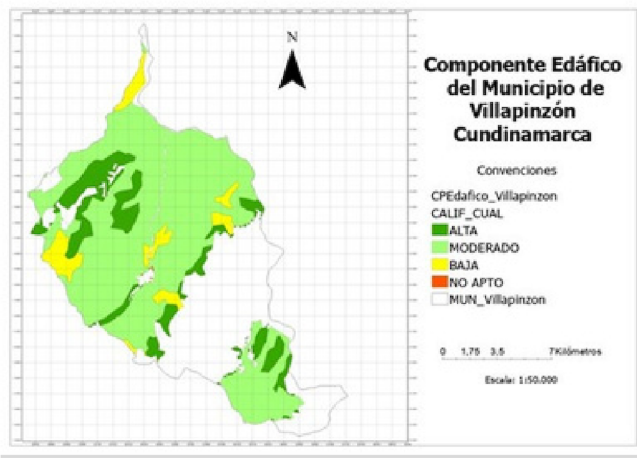 N
Componente Edáfico
del Municipio de
Villapinzón
Cundinamarca
Convenciones
CPEdafico_Villapinzon
CALIF_CUAL
ALTA
MODERADO
BAJA
NO APTO
MUN_Villapinzon
0 1,75 3,5 7Kilómetros
Escala: 1:50.000